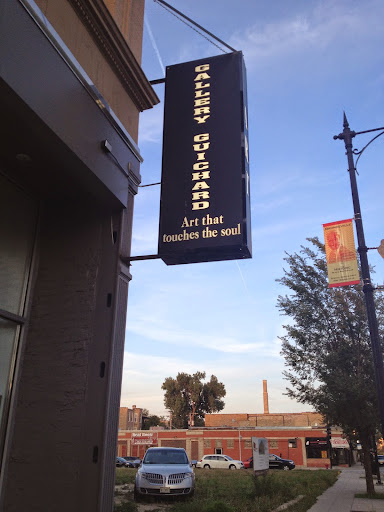 GALLERY GUICHARD
Art that
touches the soul